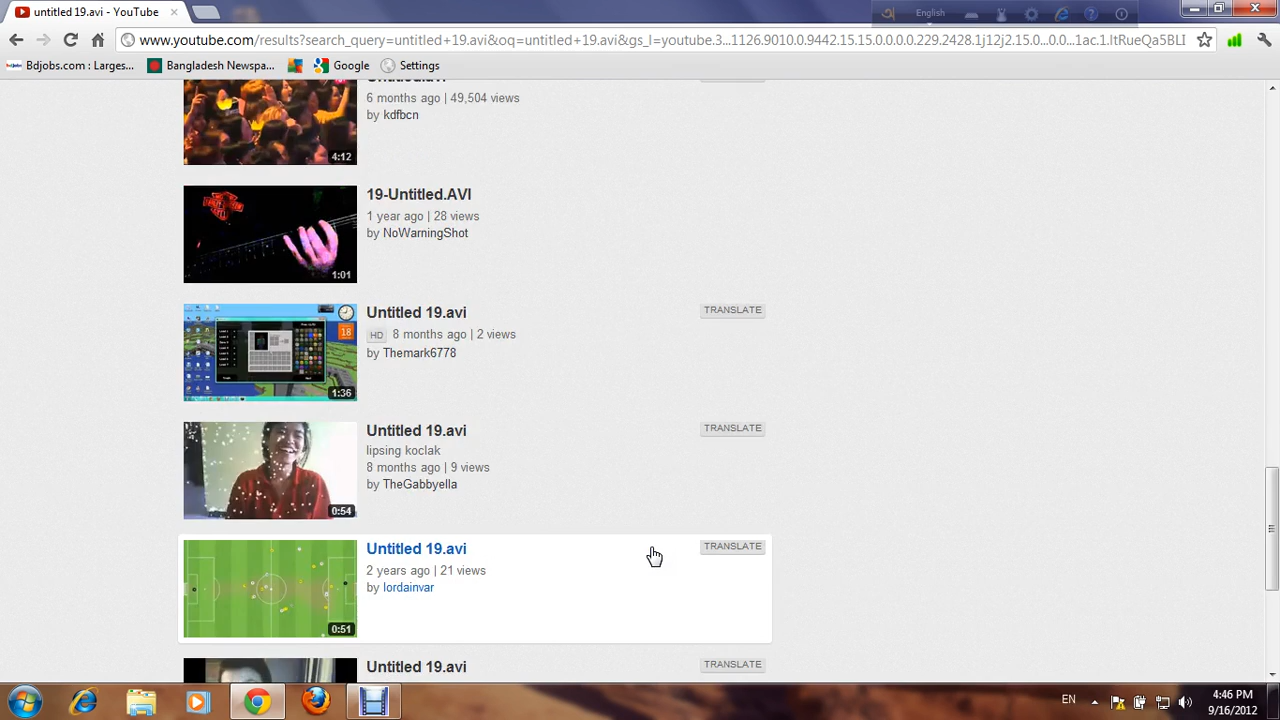 untitled 19.avi - YouTube
English
www.youtube.com/results?search_query=untitled+19.avi&oq=untitled+19.avi&gs_l=youtube.3...1126.9010.0.9442.15.15.0.0.0.0.229.2428.1j12j2.15.0...0.0...1ac.1.ltRueQa5BLI
Bdjobs.com : Larges...
Bangladesh Newspa...
Google
Settings
Untitled.avi
6 months ago | 49,504 views
by kdfbcn
4:12
19-Untitled.AVI
1 year ago | 28 views
by NoWarningShot
1:01
Untitled 19.avi
TRANSLATE
HD 8 months ago | 2 views
by Themark6778
18
1:36
Untitled 19.avi
TRANSLATE
lipsing koclak
8 months ago | 9 views
by TheGabbyella
0:54
Untitled 19.avi
TRANSLATE
2 years ago | 21 views
by lordainvar
0:51
Untitled 19.avi
TRANSLATE
EN
4:46 PM
9/16/2012